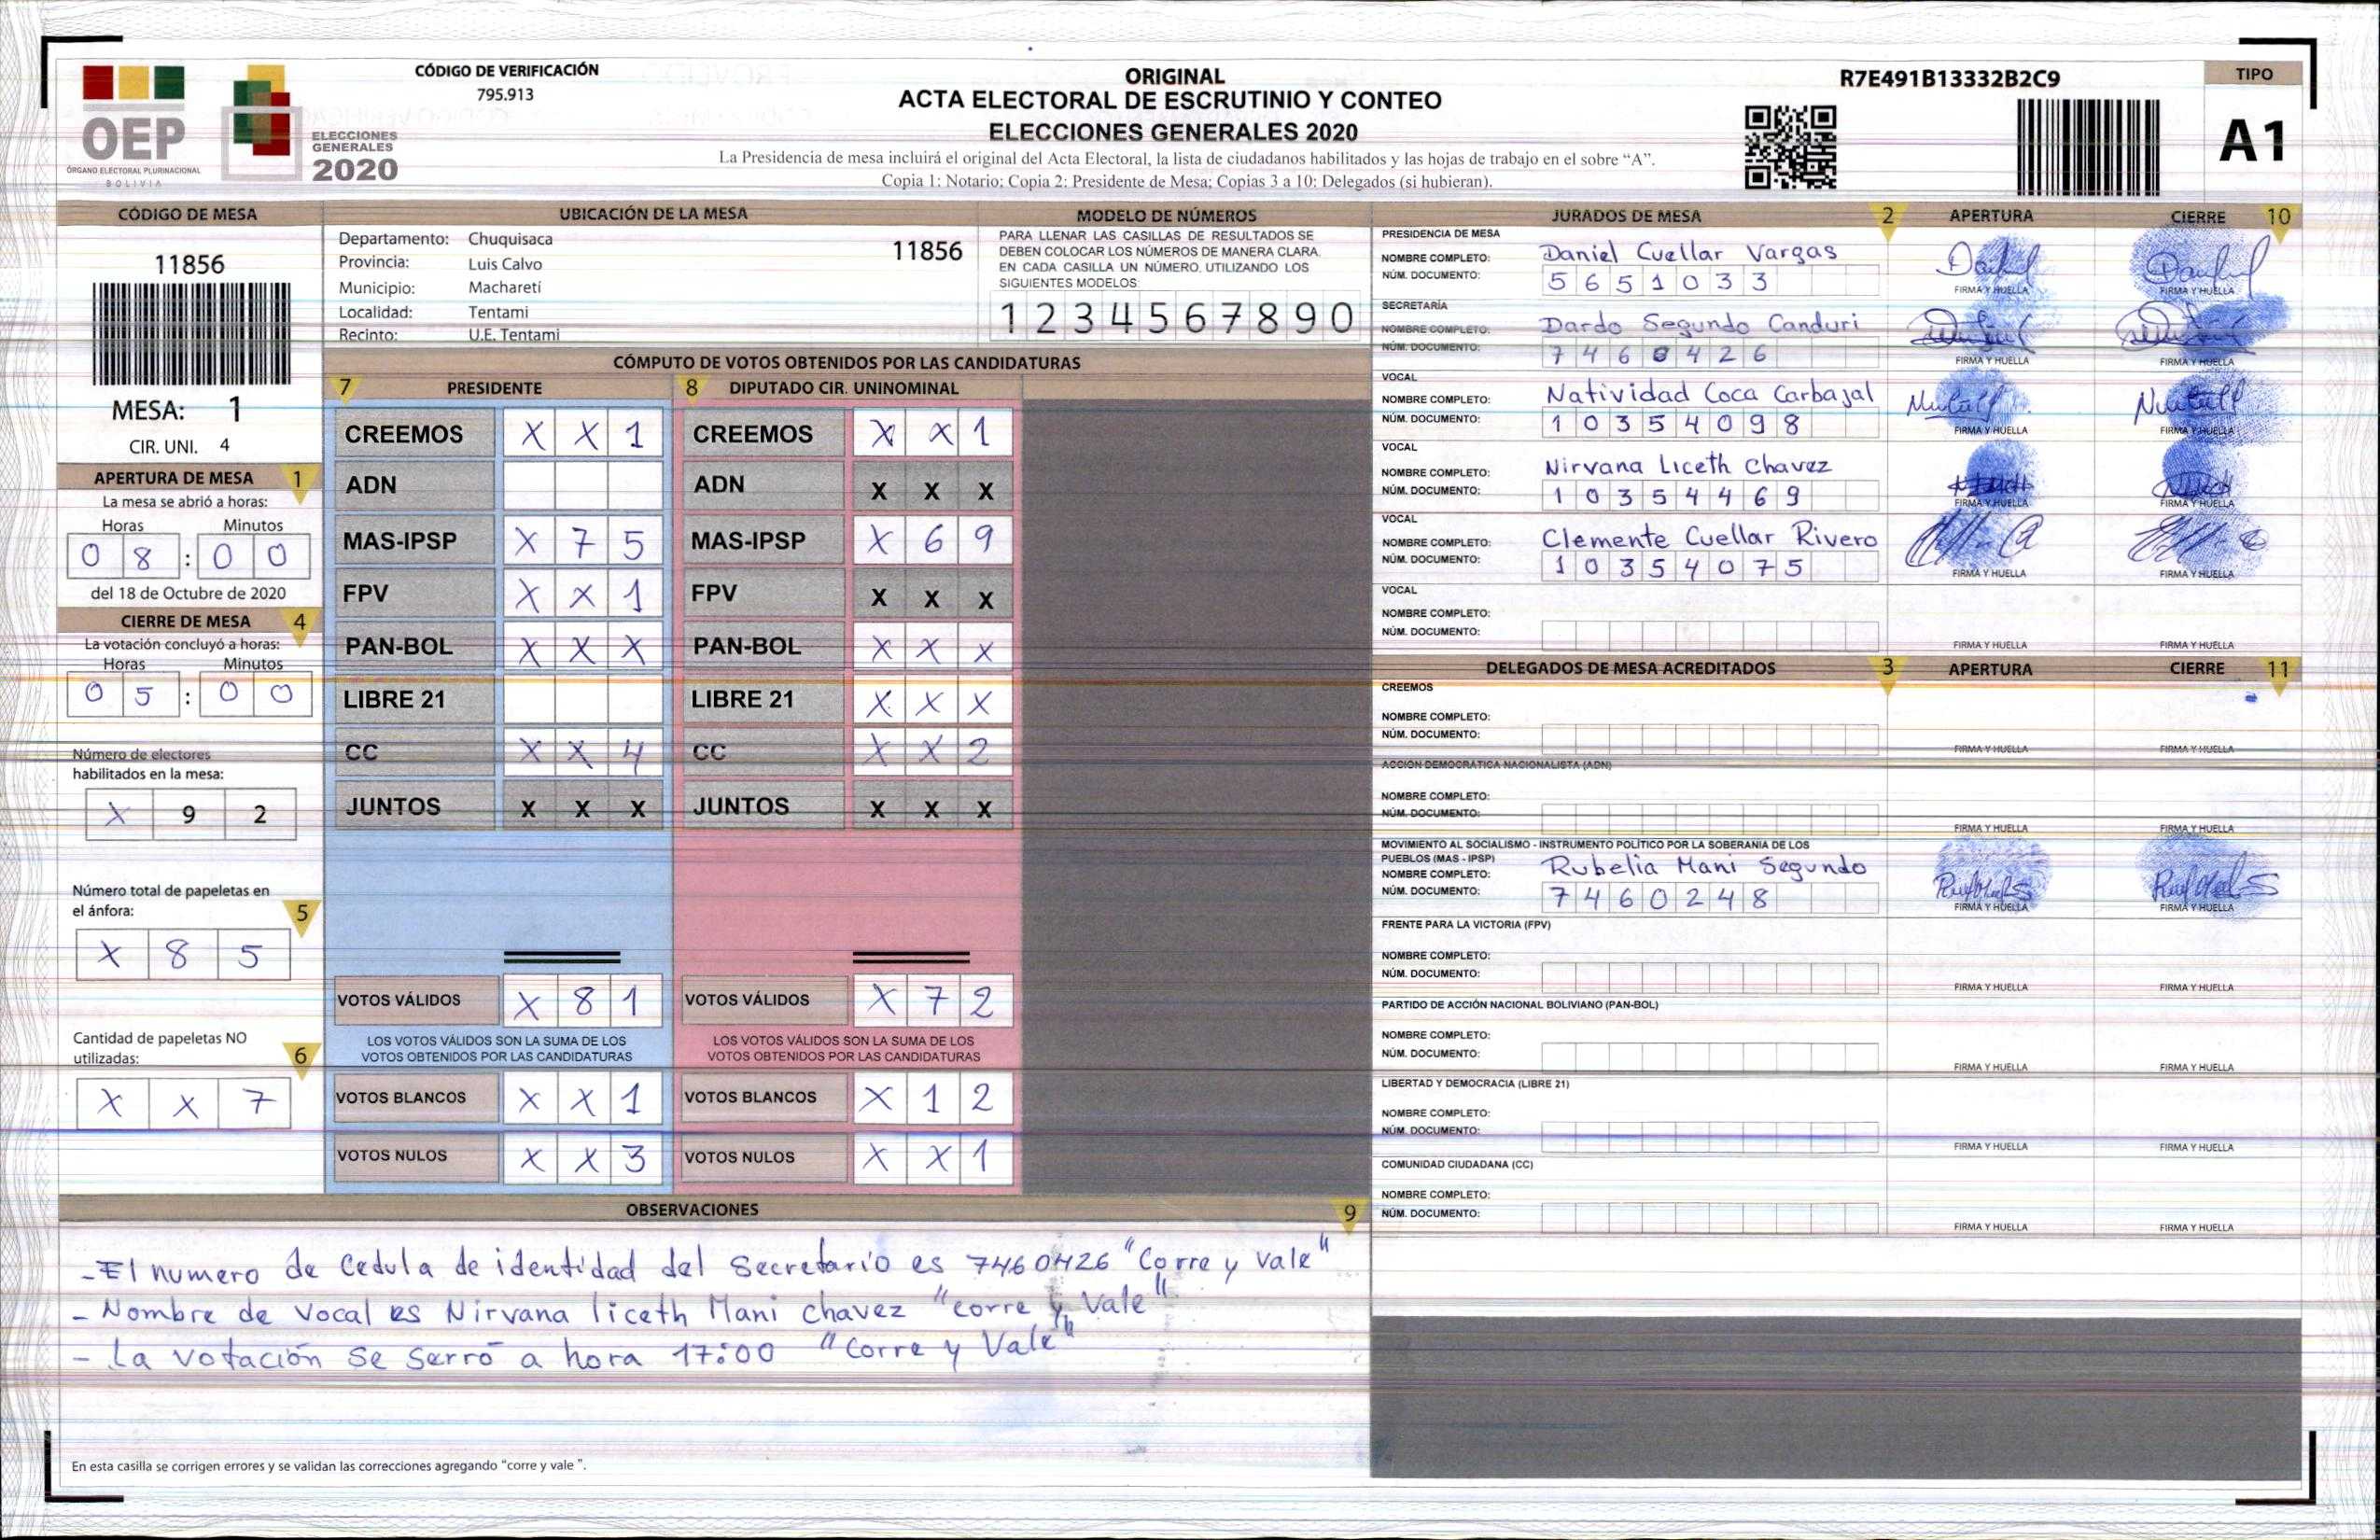 OEP
ÓRGANO ELECTORAL PLURINACIONAL
BOLIVIA
ELECCIONES
GENERALES
2020
CÓDIGO DE VERIFICACIÓN
795.913
ORIGINAL
ACTA ELECTORAL DE ESCRUTINIO Y CONTEO
ELECCIONES GENERALES 2020
La Presidencia de mesa incluirá el original del Acta Electoral, la lista de ciudadanos habilitados y las hojas de trabajo en el sobre “A”.
Copia 1: Notario; Copia 2: Presidente de Mesa; Copias 3 a 10: Delegados (si hubieran).
R7E491B13332B2C9
TIPO
A1
CÓDIGO DE MESA
11856
MESA: 1
CIR. UNI. 4
APERTURA DE MESA 1
La mesa se abrió a horas:
Horas Minutos
0 8 : 0 0
del 18 de Octubre de 2020
CIERRE DE MESA 4
La votación concluyó a horas:
Horas Minutos
0 5 : 0 0
Número de electores
habilitados en la mesa:
X 9 2
Número total de papeletas en
el ánfora: 5
X 8 5
Cantidad de papeletas NO
utilizadas: 6
X X 7
UBICACIÓN DE LA MESA
Departamento: Chuquisaca 11856
Provincia: Luis Calvo
Municipio: Machareti
Localidad: Tentami
Recinto: U.E. Tentami
MODELO DE NÚMEROS
PARA LLENAR LAS CASILLAS DE RESULTADOS SE
DEBEN COLOCAR LOS NÚMEROS DE MANERA CLARA.
EN CADA CASILLA UN NÚMERO, UTILIZANDO LOS
SIGUIENTES MODELOS:
1 2 3 4 5 6 7 8 9 0
CÓMPUTO DE VOTOS OBTENIDOS POR LAS CANDIDATURAS
7 PRESIDENTE 8 DIPUTADO CIR. UNINOMINAL
CREEMOS X X 1 CREEMOS X X 1
ADN ADN X X X
MAS-IPSP X 7 5 MAS-IPSP X 6 9
FPV X X 1 FPV X X X
PAN-BOL X X X PAN-BOL X X X
LIBRE 21 LIBRE 21 X X X
CC X X 4 CC X X 2
JUNTOS X X X JUNTOS X X X
VOTOS VÁLIDOS X 8 1 VOTOS VÁLIDOS X 7 2
LOS VOTOS VÁLIDOS SON LA SUMA DE LOS LOS VOTOS VÁLIDOS SON LA SUMA DE LOS
VOTOS OBTENIDOS POR LAS CANDIDATURAS VOTOS OBTENIDOS POR LAS CANDIDATURAS
VOTOS BLANCOS X X 1 VOTOS BLANCOS X 1 2
VOTOS NULOS X X 3 VOTOS NULOS X X 1
JURADOS DE MESA 2 APERTURA CIERRE 10
PRESIDENCIA DE MESA
NOMBRE COMPLETO: Daniel Cuellar Vargas
NÚM. DOCUMENTO: 5651033
FIRMA Y HUELLA FIRMA Y HUELLA
SECRETARÍA
NOMBRE COMPLETO: Dardo Segundo Canduri
NÚM. DOCUMENTO: 7460426
FIRMA Y HUELLA FIRMA Y HUELLA
VOCAL
NOMBRE COMPLETO: Natividad Coca Carbajal
NÚM. DOCUMENTO: 10354098
FIRMA Y HUELLA FIRMA Y HUELLA
VOCAL
NOMBRE COMPLETO: Nirvana Liceth Chavez
NÚM. DOCUMENTO: 10354469
FIRMA Y HUELLA FIRMA Y HUELLA
VOCAL
NOMBRE COMPLETO: Clemente Cuellar Rivero
NÚM. DOCUMENTO: 10354075
FIRMA Y HUELLA FIRMA Y HUELLA
VOCAL
NOMBRE COMPLETO:
NÚM. DOCUMENTO:
FIRMA Y HUELLA FIRMA Y HUELLA
DELEGADOS DE MESA ACREDITADOS 3 APERTURA CIERRE 11
CREEMOS
NOMBRE COMPLETO:
NÚM. DOCUMENTO:
FIRMA Y HUELLA FIRMA Y HUELLA
ACCIÓN DEMOCRÁTICA NACIONALISTA (ADN)
NOMBRE COMPLETO:
NÚM. DOCUMENTO:
FIRMA Y HUELLA FIRMA Y HUELLA
MOVIMIENTO AL SOCIALISMO - INSTRUMENTO POLÍTICO POR LA SOBERANÍA DE LOS
PUEBLOS (MAS - IPSP)
NOMBRE COMPLETO: Rubelia Mani Segundo
NÚM. DOCUMENTO: 7460248
FIRMA Y HUELLA FIRMA Y HUELLA
FRENTE PARA LA VICTORIA (FPV)
NOMBRE COMPLETO:
NÚM. DOCUMENTO:
FIRMA Y HUELLA FIRMA Y HUELLA
PARTIDO DE ACCIÓN NACIONAL BOLIVIANO (PAN-BOL)
NOMBRE COMPLETO:
NÚM. DOCUMENTO:
FIRMA Y HUELLA FIRMA Y HUELLA
LIBERTAD Y DEMOCRACIA (LIBRE 21)
NOMBRE COMPLETO:
NÚM. DOCUMENTO:
FIRMA Y HUELLA FIRMA Y HUELLA
COMUNIDAD CIUDADANA (CC)
NOMBRE COMPLETO:
NÚM. DOCUMENTO:
FIRMA Y HUELLA FIRMA Y HUELLA
OBSERVACIONES 9
- El numero de Cedula de identidad del Secretario es 7460426 "Corre y Vale"
- Nombre de Vocal es Nirvana liceth Mani chavez "corre y Vale"
- La votación se serró a hora 17:00 "Corre y Vale"
En esta casilla se corrigen errores y se validan las correcciones agregando “corre y vale ”.